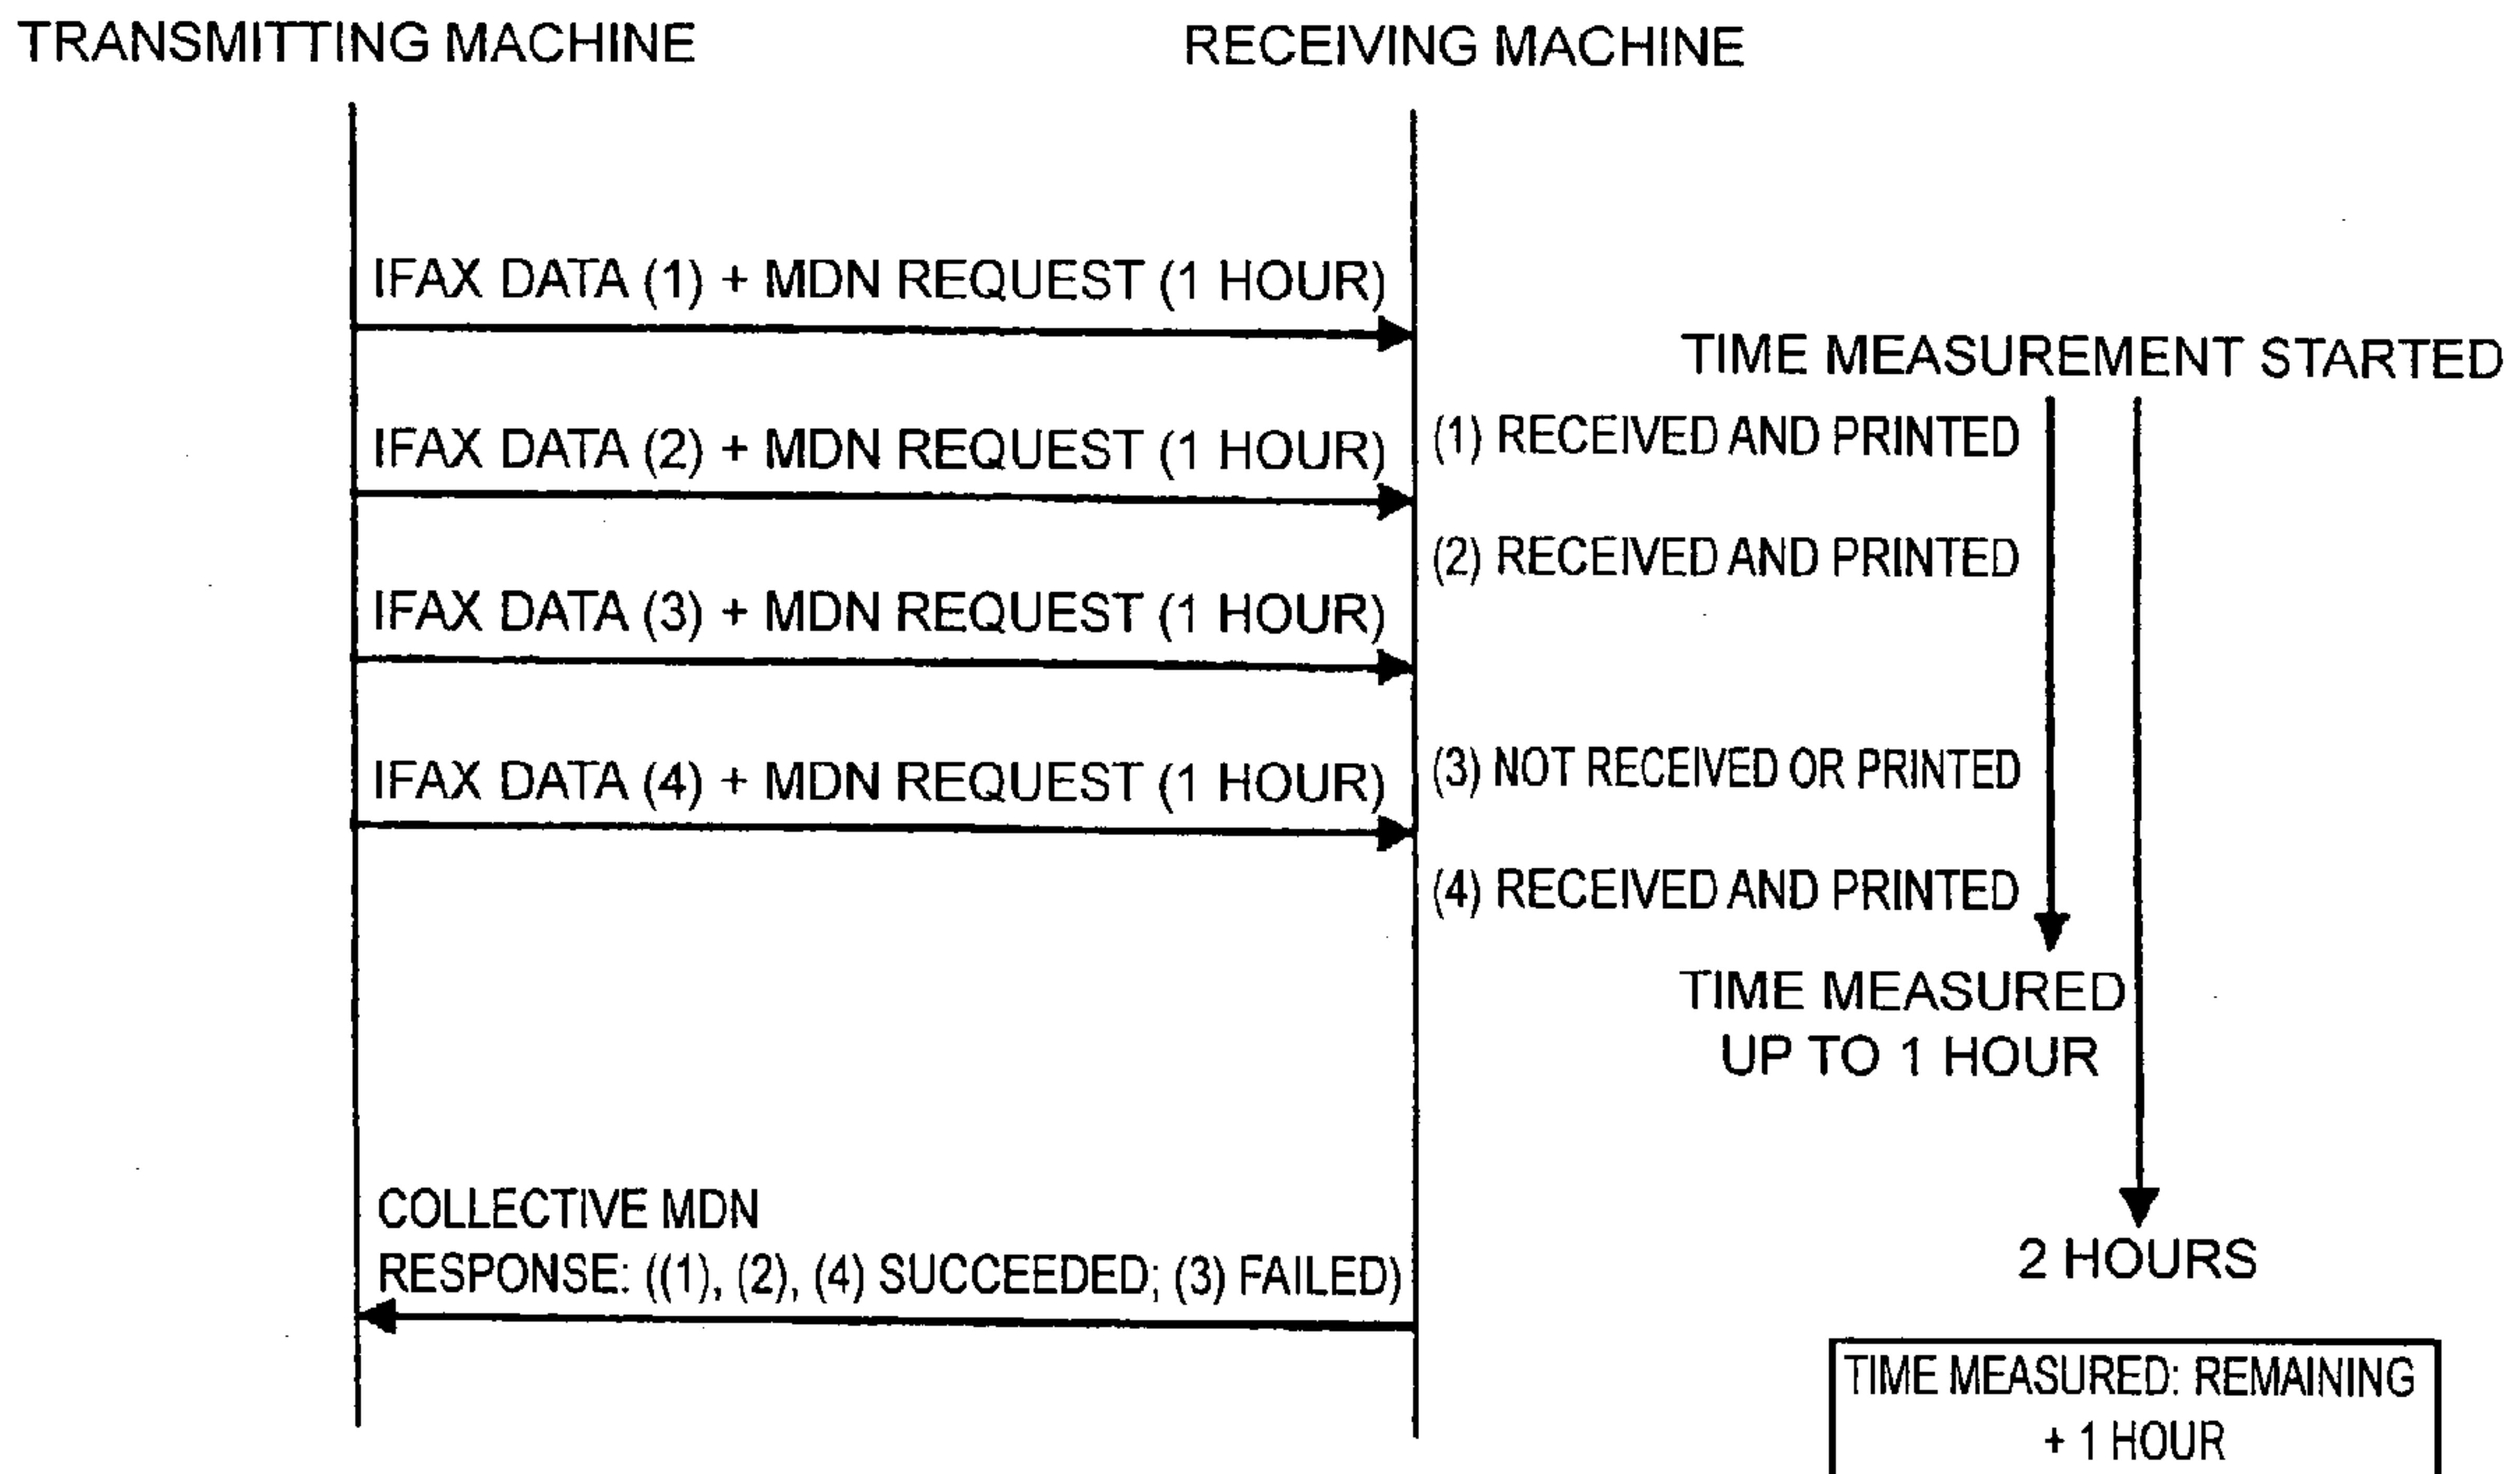 TRANSMITTING MACHINE
RECEIVING MACHINE
IFAX DATA (1) + MDN REQUEST (1 HOUR)
TIME MEASUREMENT STARTED
IFAX DATA (2) + MDN REQUEST (1 HOUR)
(1) RECEIVED AND PRINTED
(2) RECEIVED AND PRINTED
IFAX DATA (3) + MDN REQUEST (1 HOUR)
IFAX DATA (4) + MDN REQUEST (1 HOUR)
(3) NOT RECEIVED OR PRINTED
(4) RECEIVED AND PRINTED
TIME MEASURED
UP TO 1 HOUR
COLLECTIVE MDN
RESPONSE: ((1), (2), (4) SUCCEEDED; (3) FAILED)
2 HOURS
TIME MEASURED: REMAINING
+ 1 HOUR